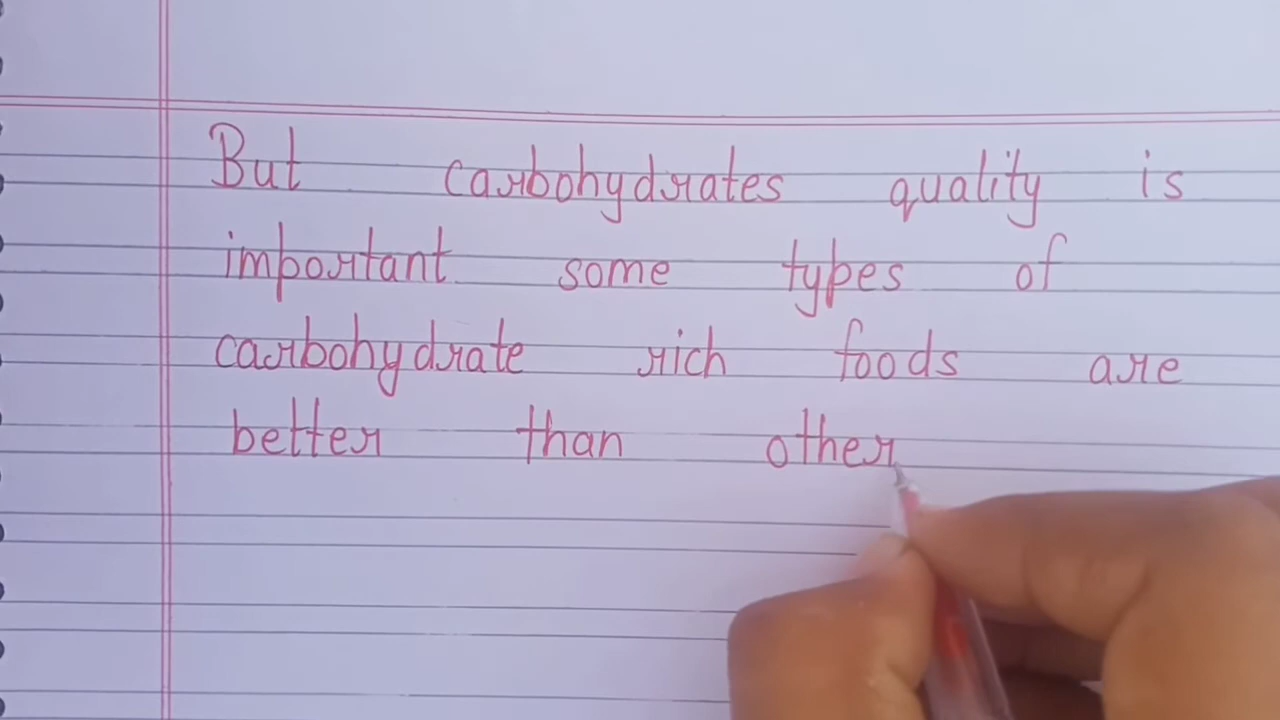 But carbohydrates quality is
important some types of
carbohydrate rich foods are
better than other